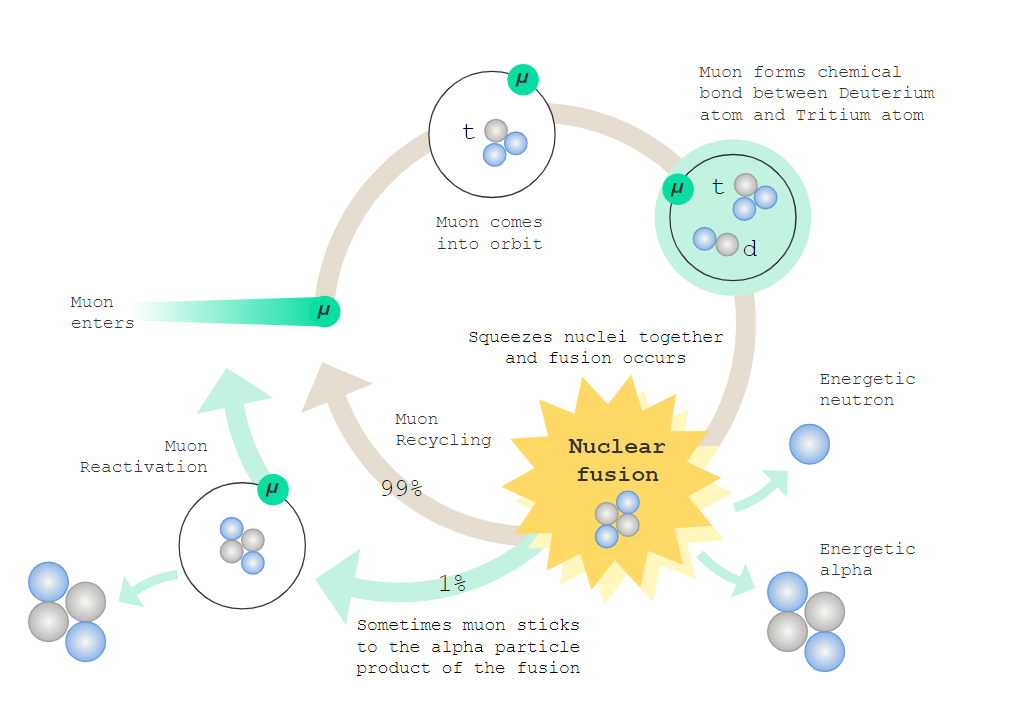 μ
Muon forms chemical
bond between Deuterium
atom and Tritium atom
t
μ
t
d
Muon comes
into orbit
Muon
enters
μ
Squeezes nuclei together
and fusion occurs
Energetic
neutron
Muon
Recycling
Nuclear
fusion
Muon
Reactivation
99%
μ
Energetic
alpha
1%
Sometimes muon sticks
to the alpha particle
product of the fusion